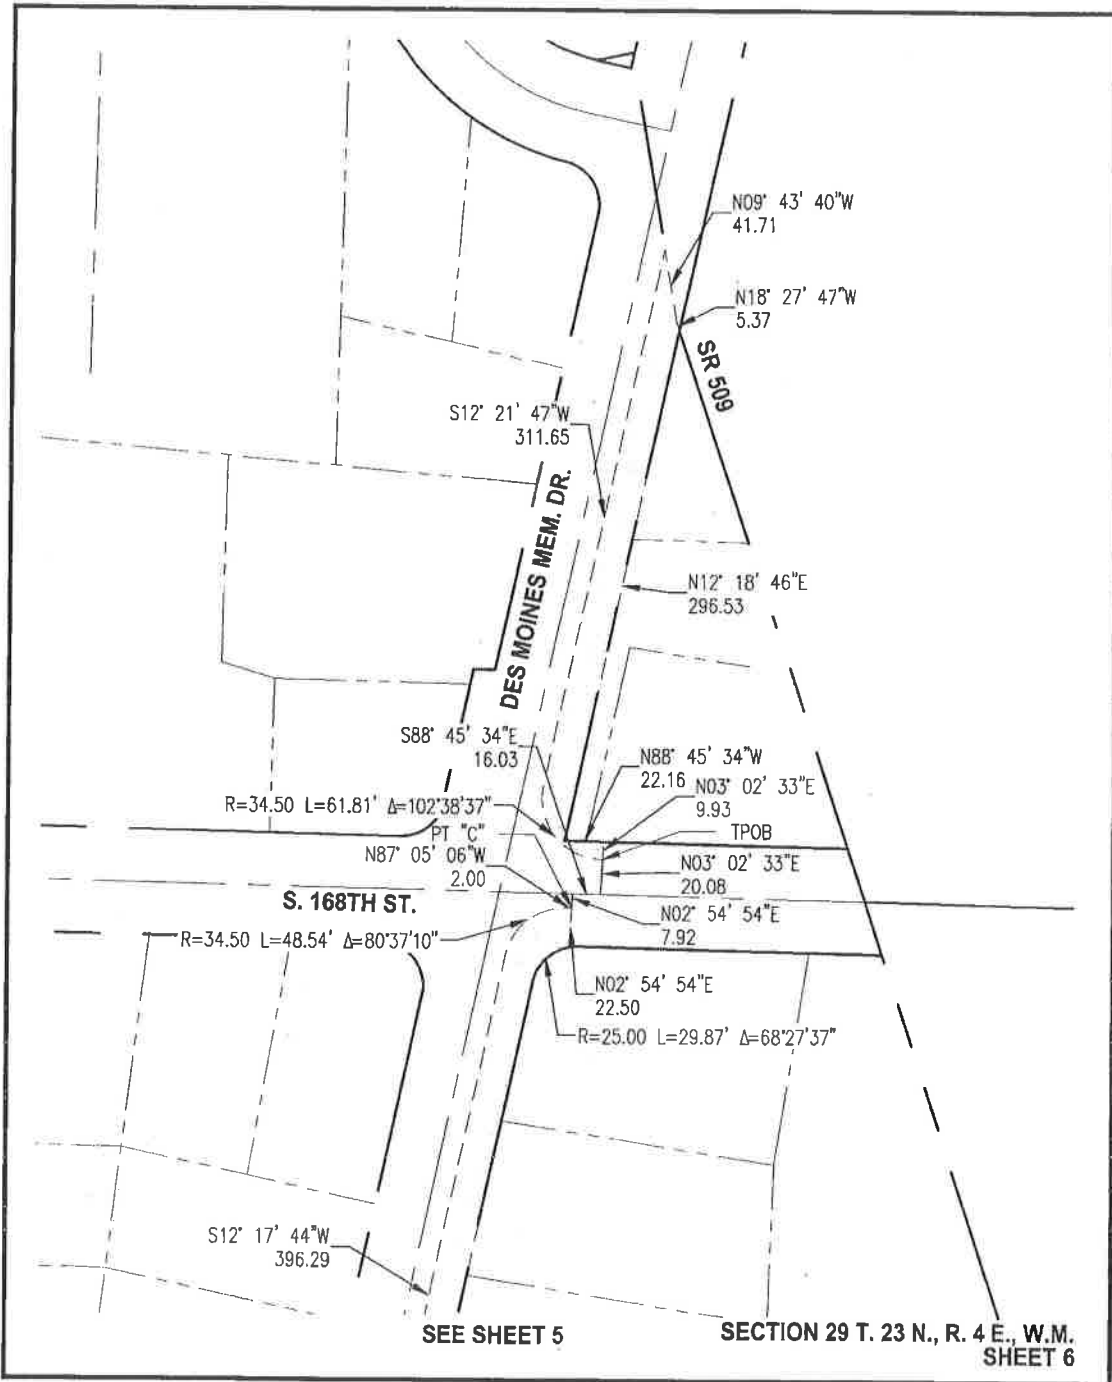 N09° 43' 40"W
41.71
N18° 27' 47"W
5.37
SR 509
S12° 21' 47"W
311.65
DES MOINES MEM. DR.
N12° 18' 46"E
296.53
S88° 45' 34"E
16.03
N88° 45' 34"W
22.16
N03° 02' 33"E
9.93
R=34.50 L=61.81' Δ=102°38'37"
PT "C"
TPOB
N87° 05' 06"W
2.00
N03° 02' 33"E
20.08
S. 168TH ST.
N02° 54' 54"E
7.92
R=34.50 L=48.54' Δ=80°37'10"
N02° 54' 54"E
22.50
R=25.00 L=29.87' Δ=68°27'37"
S12° 17' 44"W
396.29
SEE SHEET 5
SECTION 29 T. 23 N., R. 4 E., W.M.
SHEET 6